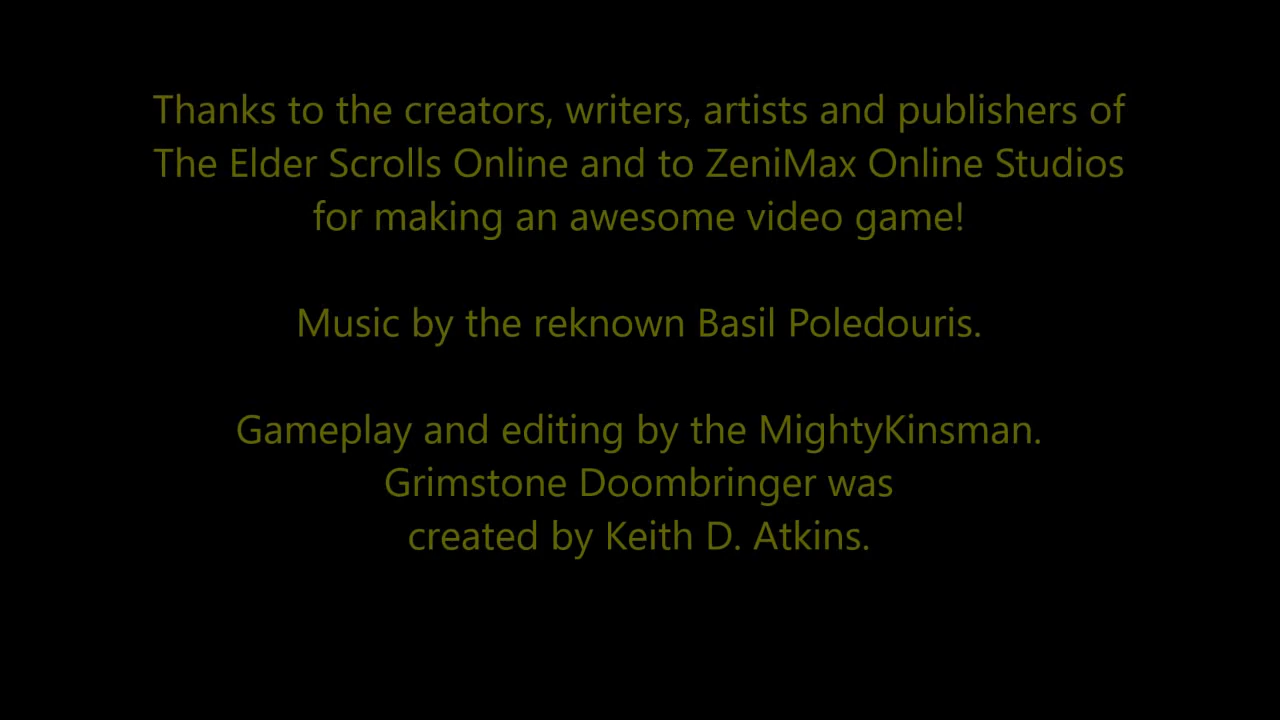 Thanks to the creators, writers, artists and publishers of
The Elder Scrolls Online and to ZeniMax Online Studios
for making an awesome video game!
Music by the reknown Basil Poledouris.
Gameplay and editing by the MightyKinsman.
Grimstone Doombringer was
created by Keith D. Atkins.